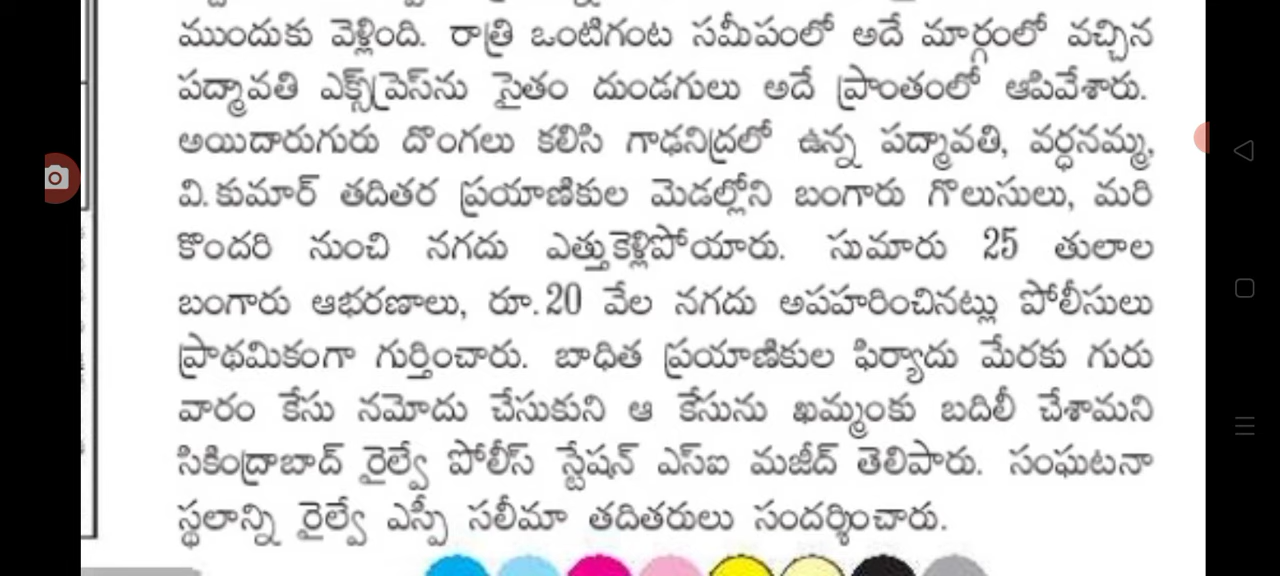 ముందుకు వెళ్లింది. రాత్రి ఒంటిగంట సమీపంలో అదే మార్గంలో వచ్చిన
పద్మావతి ఎక్స్‌ప్రెస్‌ను సైతం దుండగులు అదే ప్రాంతంలో ఆపివేశారు.
అయిదారుగురు దొంగలు కలిసి గాఢనిద్రలో ఉన్న పద్మావతి, వర్ధనమ్మ,
వి.కుమార్ తదితర ప్రయాణికుల మెడల్లోని బంగారు గొలుసులు, మరి
కొందరి నుంచి నగదు ఎత్తుకెళ్లిపోయారు. సుమారు 25 తులాల
బంగారు ఆభరణాలు, రూ.20 వేల నగదు అపహరించినట్లు పోలీసులు
ప్రాథమికంగా గుర్తించారు. బాధిత ప్రయాణికుల ఫిర్యాదు మేరకు గురు
వారం కేసు నమోదు చేసుకుని ఆ కేసును ఖమ్మంకు బదిలీ చేశామని
సికింద్రాబాద్ రైల్వే పోలీస్ స్టేషన్ ఎస్ఐ మజీద్ తెలిపారు. సంఘటనా
స్థలాన్ని రైల్వే ఎస్పీ సలీమా తదితరులు సందర్శించారు.